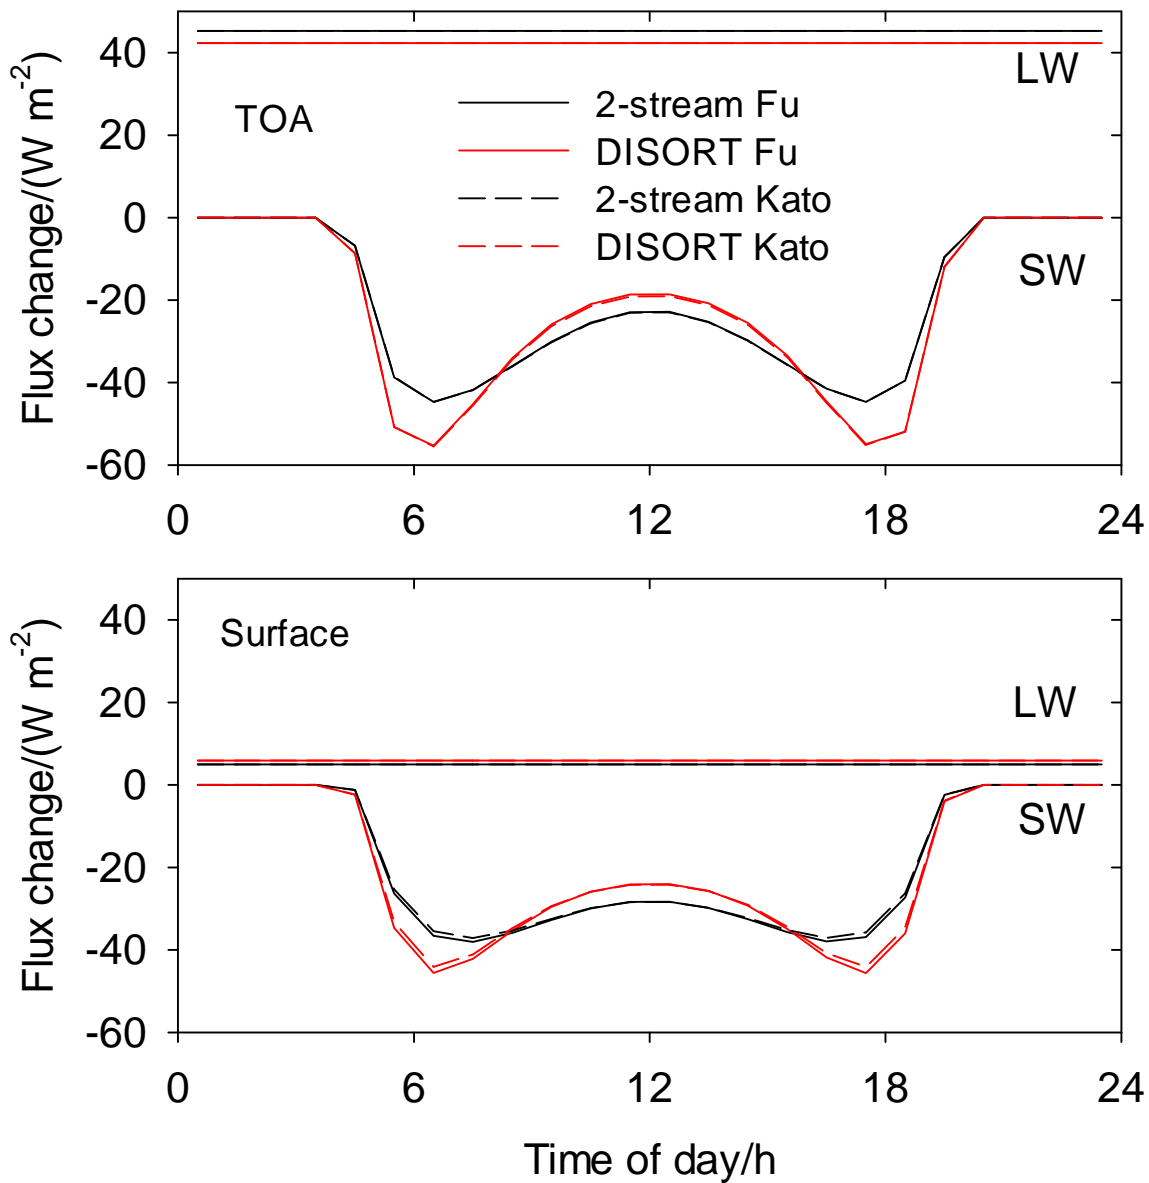 Flux change/(W m-2)
40
20
0
-20
-40
-60
TOA
LW
2-stream Fu
DISORT Fu
2-stream Kato
DISORT Kato
SW
0 6 12 18 24
Flux change/(W m-2)
40
20
0
-20
-40
-60
Surface
LW
SW
0 6 12 18 24
Time of day/h